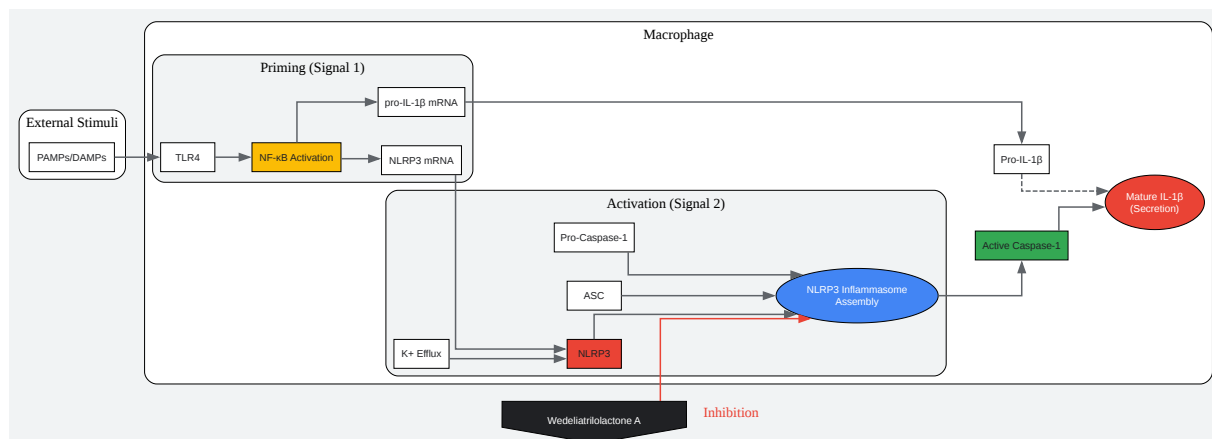 Macrophage
Priming (Signal 1)
pro-IL-1β mRNA
External Stimuli
PAMPs/DAMPs
TLR4
NF-κB Activation
NLRP3 mRNA
Pro-IL-1β
Activation (Signal 2)
Mature IL-1β
(Secretion)
Pro-Caspase-1
Active Caspase-1
ASC
NLRP3 Inflammasome
Assembly
K+ Efflux
NLRP3
Inhibition
Wedeliatrilolactone A